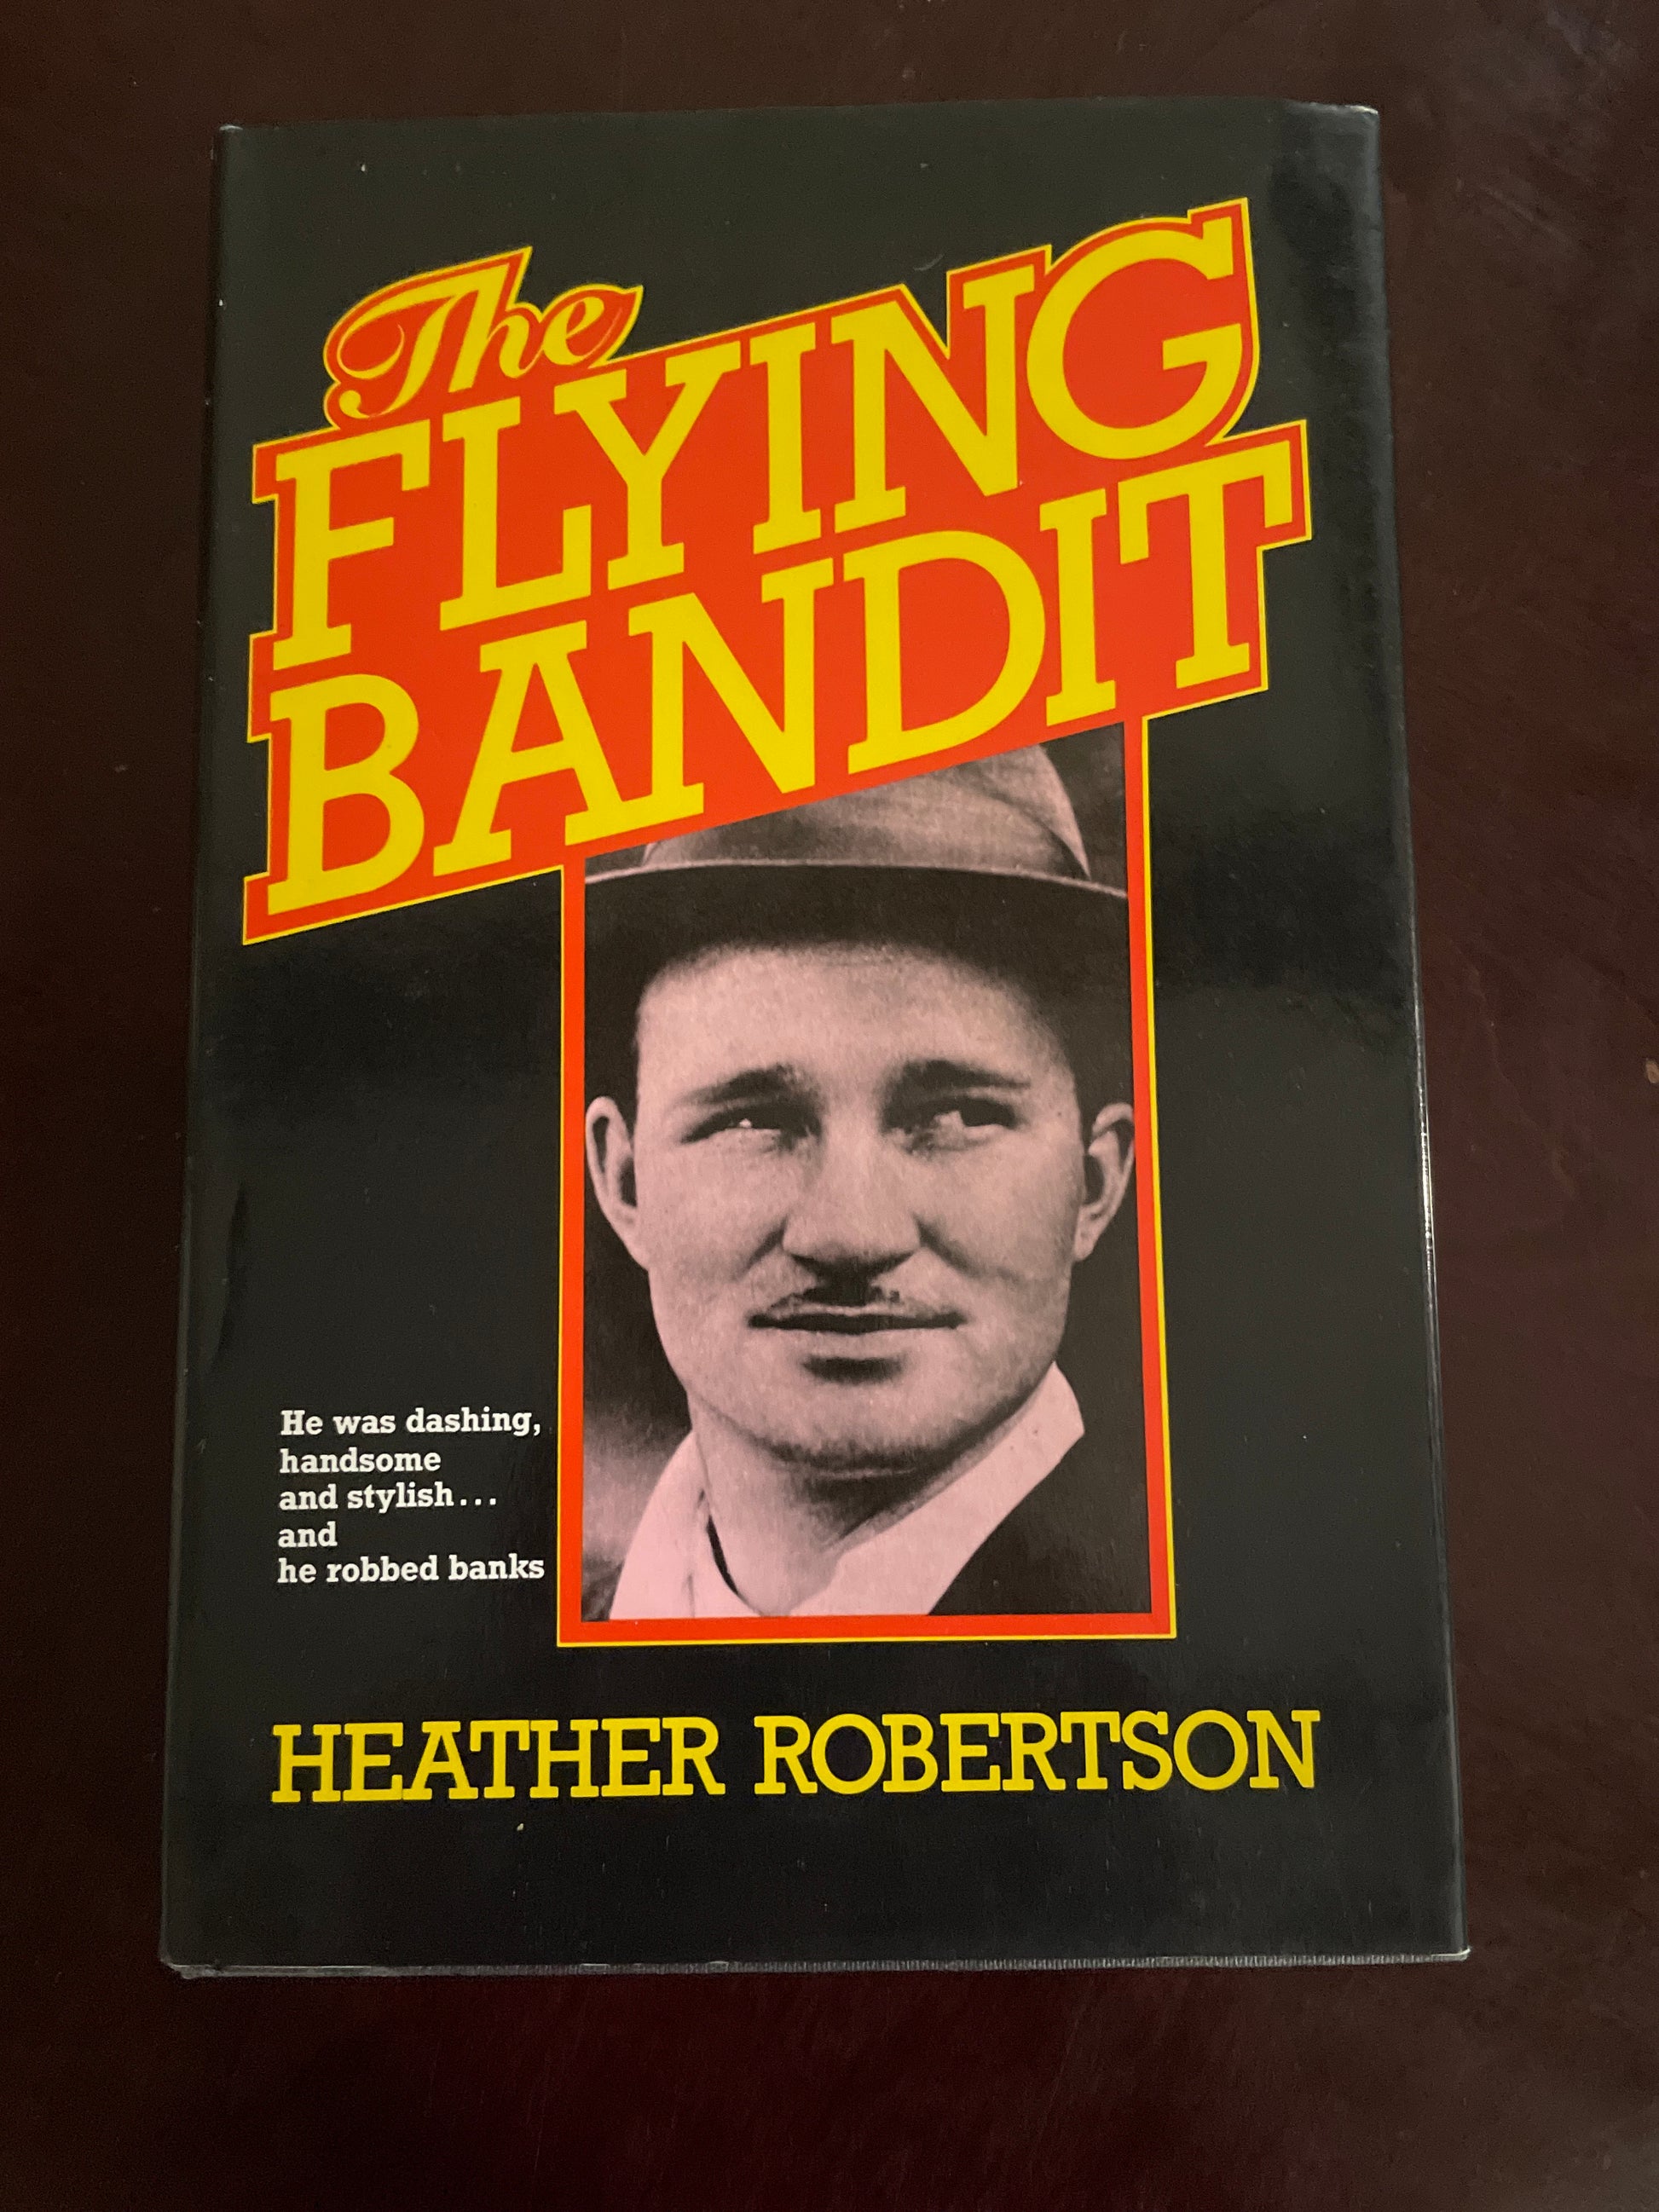 The
FLYING
BANDIT
He was dashing,
handsome
and stylish...
and
he robbed banks
HEATHER ROBERTSON